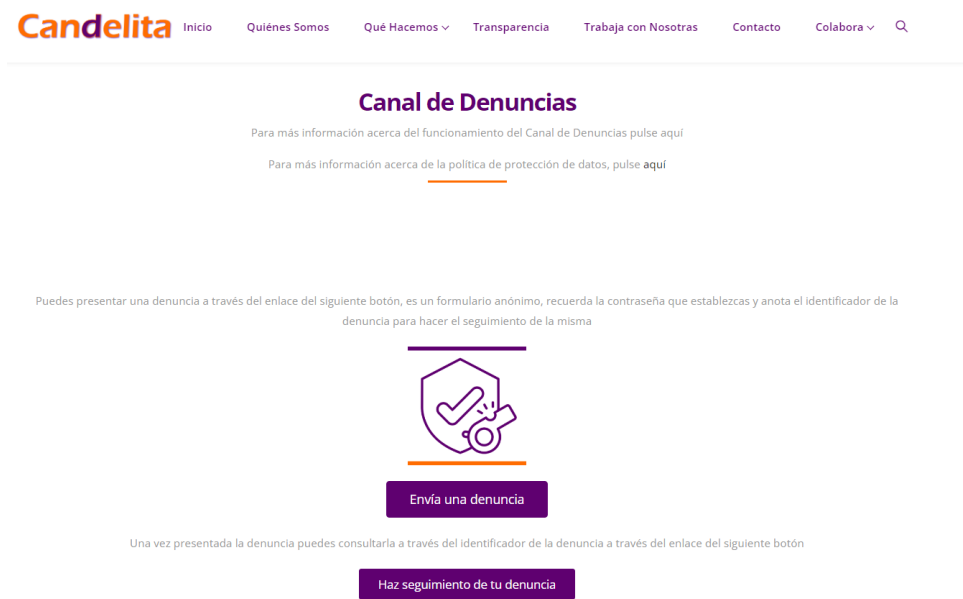 Candelita Inicio Quiénes Somos Qué Hacemos Transparencia Trabaja con Nosotras Contacto Colabora
Canal de Denuncias
Para más información acerca del funcionamiento del Canal de Denuncias pulse aquí
Para más información acerca de la política de protección de datos, pulse aquí
Puedes presentar una denuncia a través del enlace del siguiente botón, es un formulario anónimo, recuerda la contraseña que establezcas y anota el identificador de la
denuncia para hacer el seguimiento de la misma
Envía una denuncia
Una vez presentada la denuncia puedes consultarla a través del identificador de la denuncia a través del enlace del siguiente botón
Haz seguimiento de tu denuncia